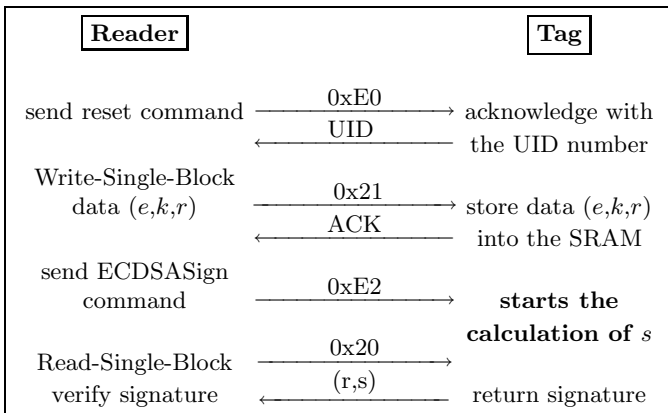 Reader Tag
0xE0
send reset command acknowledge with
UID
the UID number
Write-Single-Block
0x21
data (e,k,r) store data (e,k,r)
ACK
into the SRAM
send ECDSASign
0xE2
command starts the
calculation of s
0x20
Read-Single-Block
(r,s)
verify signature return signature